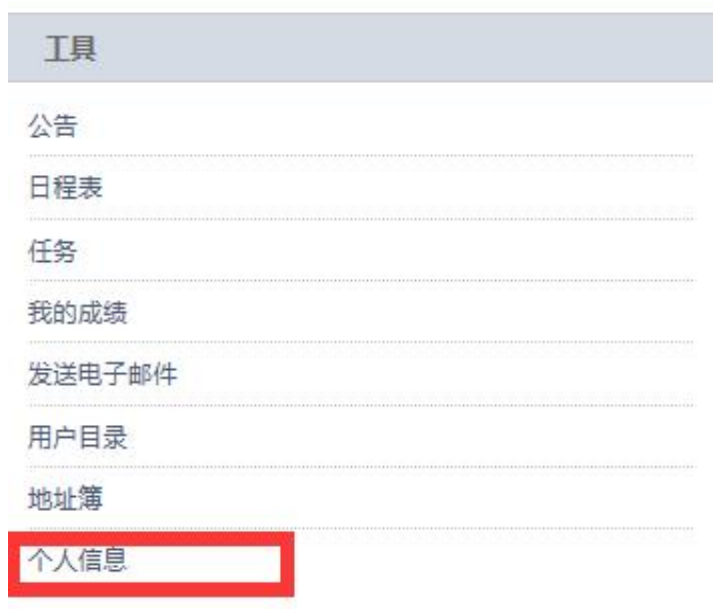 工具
公告
日程表
任务
我的成绩
发送电子邮件
用户目录
地址簿
个人信息